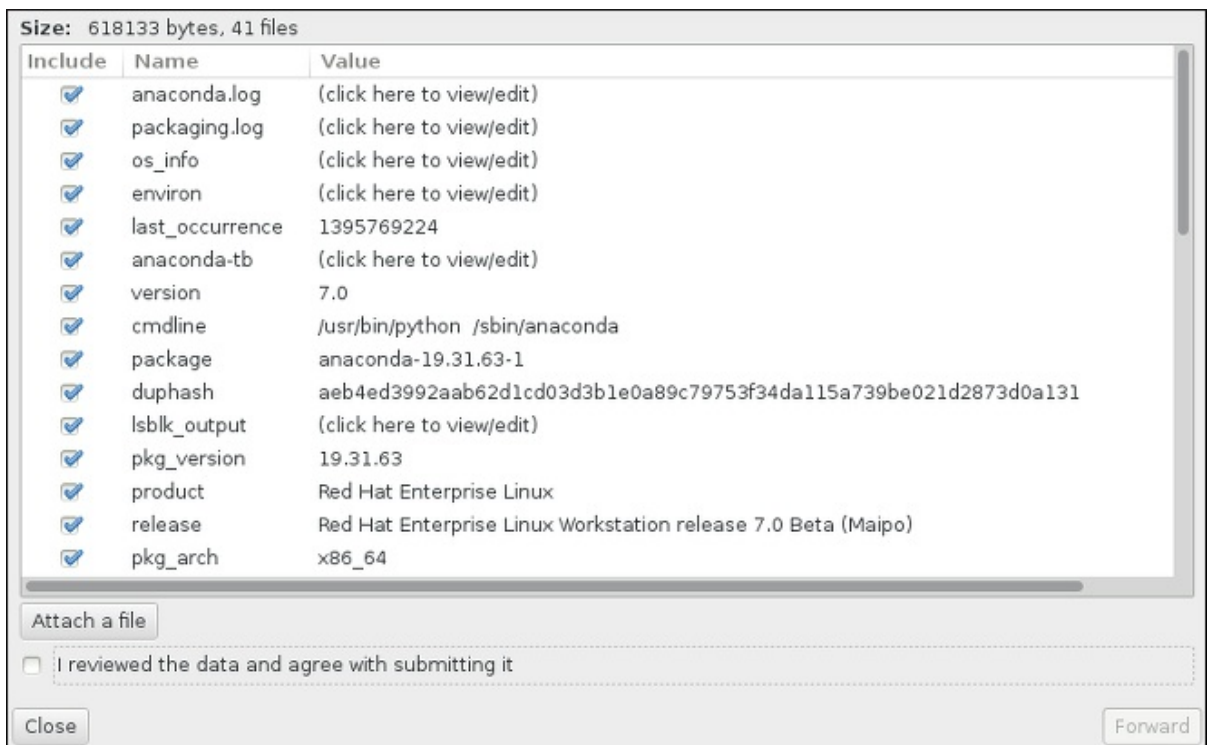 Size: 618133 bytes, 41 files
Include Name Value
anaconda.log (click here to view/edit)
packaging.log (click here to view/edit)
os_info (click here to view/edit)
environ (click here to view/edit)
last_occurrence 1395769224
anaconda-tb (click here to view/edit)
version 7.0
cmdline /usr/bin/python /sbin/anaconda
package anaconda-19.31.63-1
duphash aeb4ed3992aab62d1cd03d3b1e0a89c79753f34da115a739be021d2873d0a131
lsblk_output (click here to view/edit)
pkg_version 19.31.63
product Red Hat Enterprise Linux
release Red Hat Enterprise Linux Workstation release 7.0 Beta (Maipo)
pkg_arch x86_64
Attach a file
I reviewed the data and agree with submitting it
Close Forward